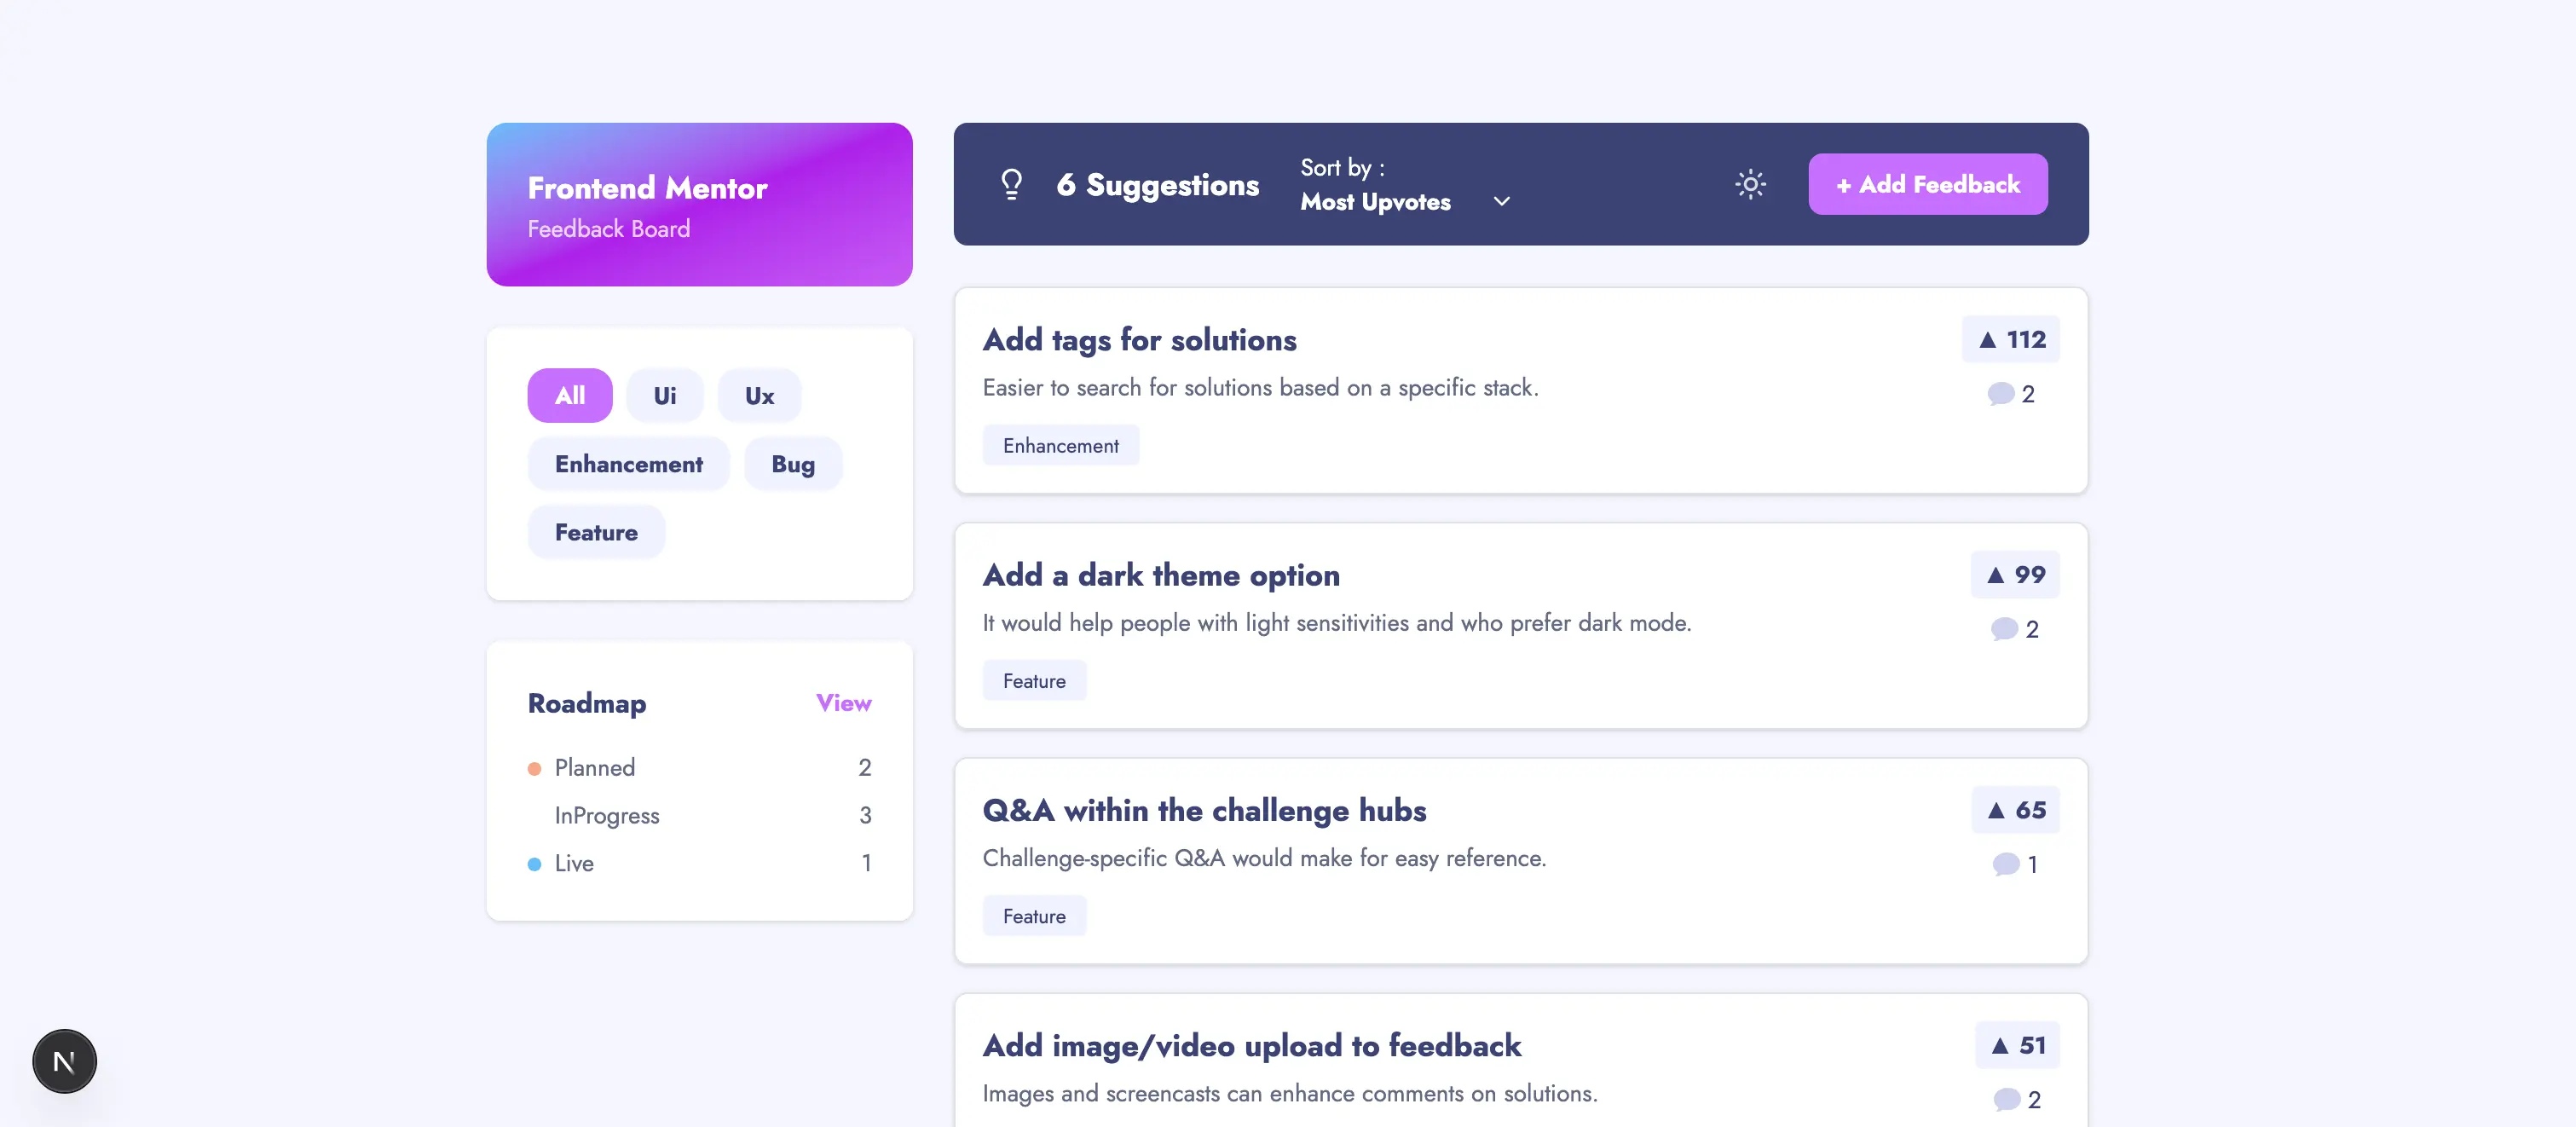 Frontend Mentor
Feedback Board
All
Ui
Ux
Enhancement
Bug
Feature
Roadmap
View
Planned
2
InProgress
3
Live
1
N
6 Suggestions
Sort by :
Most Upvotes
+ Add Feedback
Add tags for solutions
Easier to search for solutions based on a specific stack.
Enhancement
▲ 112
2
Add a dark theme option
It would help people with light sensitivities and who prefer dark mode.
Feature
▲ 99
2
Q&A within the challenge hubs
Challenge-specific Q&A would make for easy reference.
Feature
▲ 65
1
Add image/video upload to feedback
Images and screencasts can enhance comments on solutions.
▲ 51
2